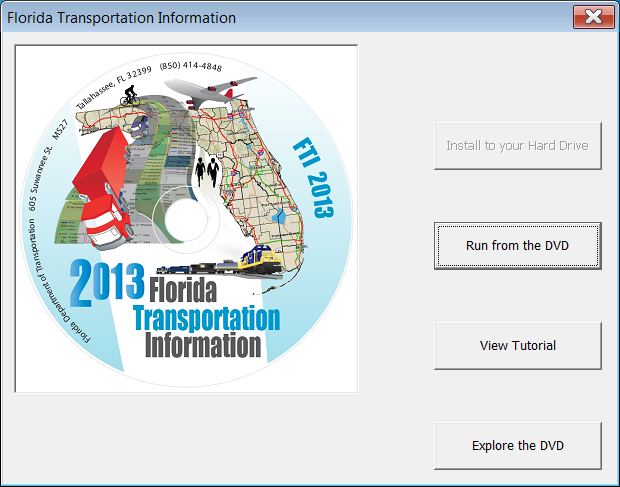 Florida Transportation Information
Florida Department of Transportation 605 Suwannee St. MS27 Tallahassee, FL 32399 (850) 414-4848
FTI 2013
2013 Florida
Transportation
Information
Install to your Hard Drive
Run from the DVD
View Tutorial
Explore the DVD